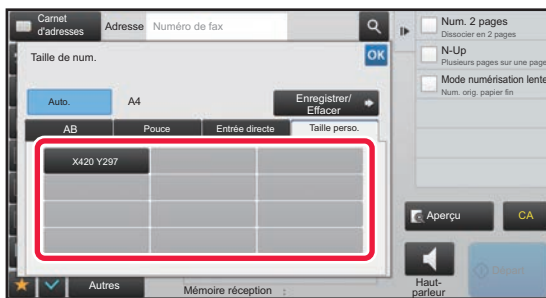 Carnet
d'adresses
Adresse
Numéro de fax
Taille de num.
OK
Auto.
A4
Enregistrer/
Effacer
AB
Pouce
Entrée directe
Taille perso.
X420 Y297
Autres
Mémoire réception :
Num. 2 pages
Dissocier en 2 pages
N-Up
Plusieurs pages sur une page
Mode numérisation lente
Num. orig. papier fin
Aperçu
CA
Haut-
parleur
Départ